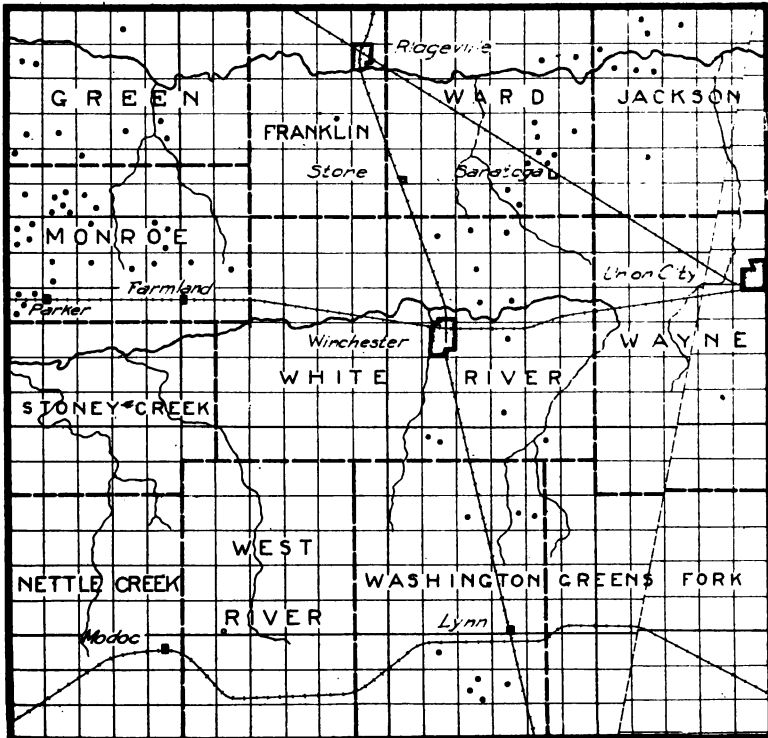 Ridgeville
GREEN
WARD
JACKSON
FRANKLIN
Stone
Saratoga
MONROE
Union City
Farmland
Parker
Winchester
WAYNE
WHITE RIVER
STONEY CREEK
WEST
NETTLE CREEK
WASHINGTON
GREENS FORK
RIVER
Lynn
Modoc